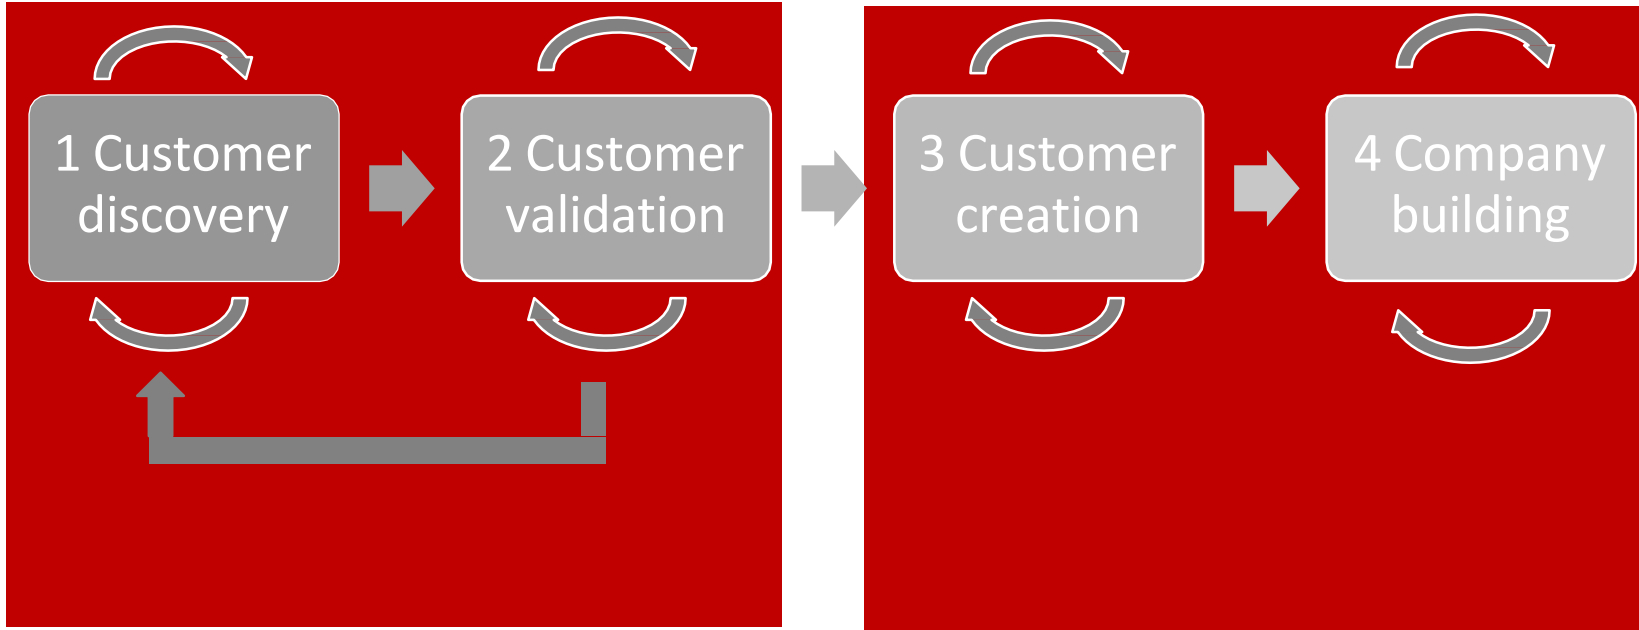 1 Customer
discovery
2 Customer
validation
3 Customer
creation
4 Company
building